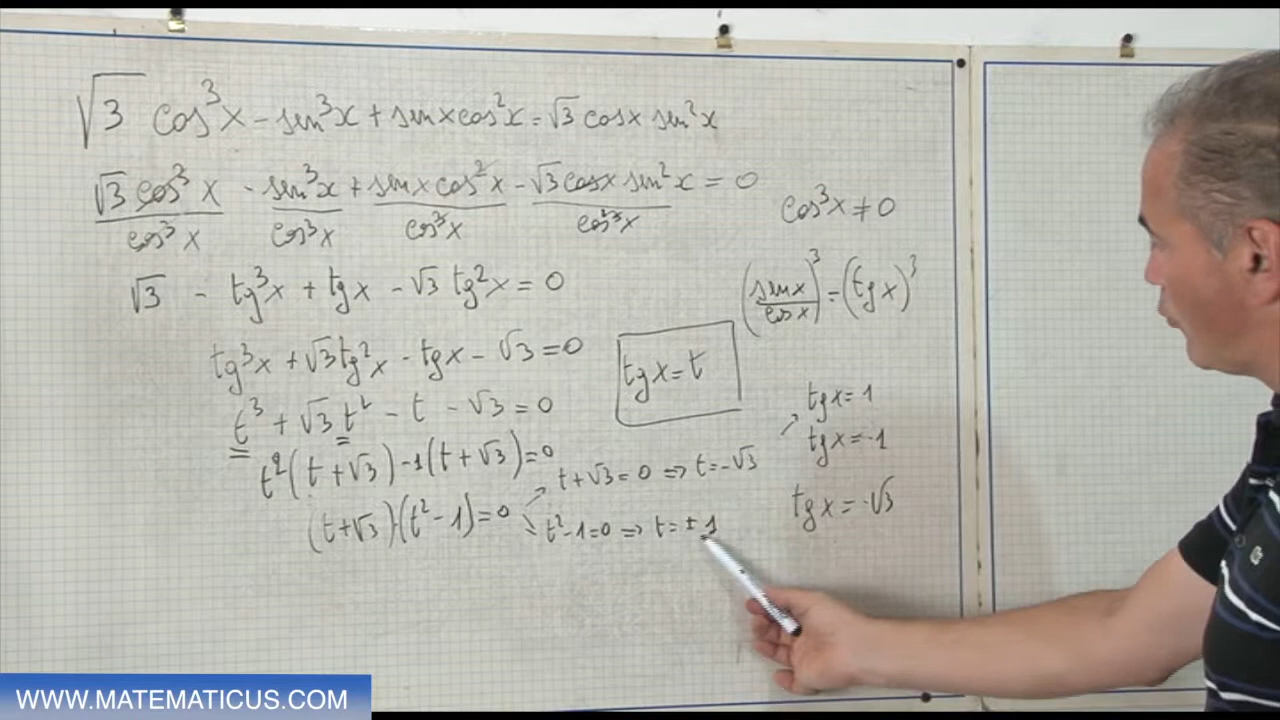 √3 cos³x - sen³x + senx cos²x = √3 cosx sen²x
√3 cos³x/cos³x - sen³x/cos³x + senx cos²x/cos³x - √3 cosx sen²x/cos³x = 0
cos³x ≠ 0
√3 - tg³x + tgx - √3 tg²x = 0
(senx/cosx)³ = (tgx)³
tg³x + √3 tg²x - tgx - √3 = 0
tgx = t
t³ + √3 t² - t - √3 = 0
t²(t + √3) - 1(t + √3) = 0
(t + √3)·(t² - 1) = 0
t + √3 = 0 ⇒ t = -√3
t² - 1 = 0 ⇒ t = ± 1
tgx = 1
tgx = -1
tgx = -√3
WWW.MATEMATICUS.COM